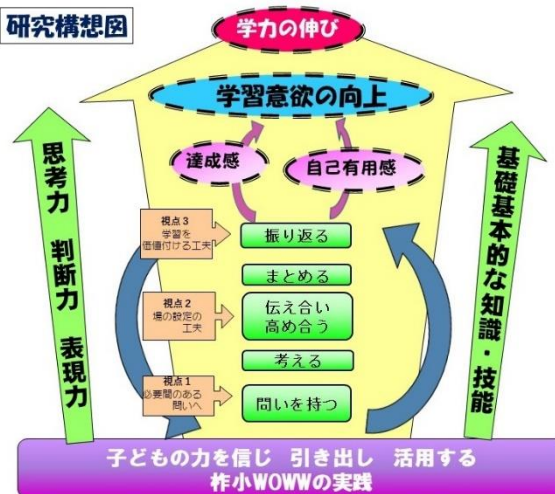 研究構想図
学力の伸び
学習意欲の向上
達成感
自己有用感
思考力　判断力　表現力
基礎基本的な知識・技能
視点3
学習を
価値付ける工夫
振り返る
まとめる
視点2
場の設定の
工夫
伝え合い
高め合う
考える
視点1
必要間のある
問いへ
問いを持つ
子どもの力を信じ　引き出し　活用する
柞小WOWWの実践